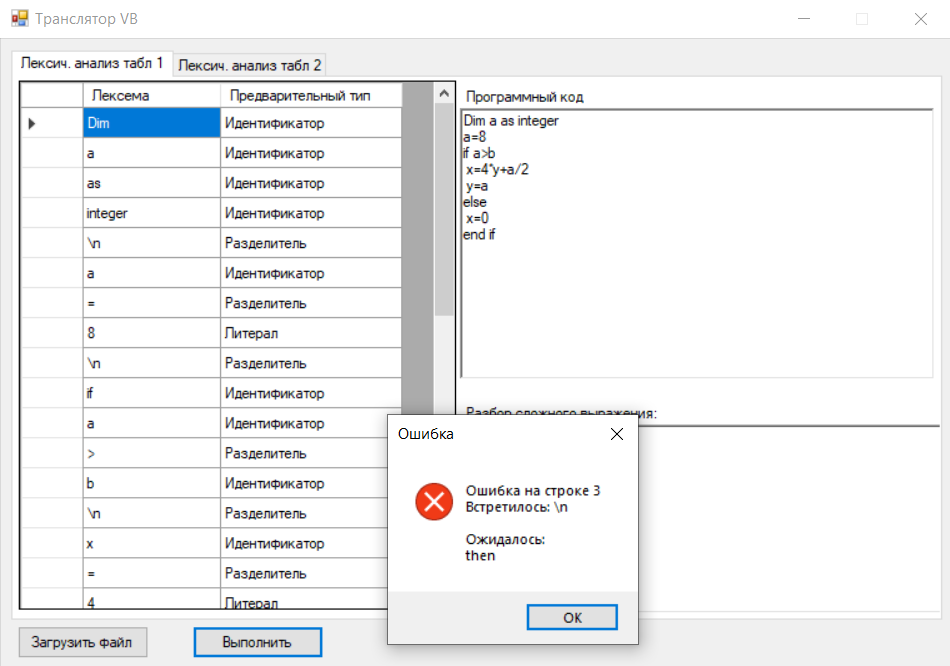 Транслятор VB
Лексич. анализ табл 1
Лексич. анализ табл 2
Лексема Предварительный тип
Dim Идентификатор
a Идентификатор
as Идентификатор
integer Идентификатор
\n Разделитель
a Идентификатор
= Разделитель
8 Литерал
\n Разделитель
if Идентификатор
a Идентификатор
> Разделитель
b Идентификатор
\n Разделитель
x Идентификатор
= Разделитель
4 Литерал
Программный код
Dim a as integer
a=8
if a>b
x=4*y+a/2
y=a
else
x=0
end if
Разбор сложного выражения:
Ошибка
Ошибка на строке 3
Встретилось: \n
Ожидалось:
then
OK
Загрузить файл
Выполнить